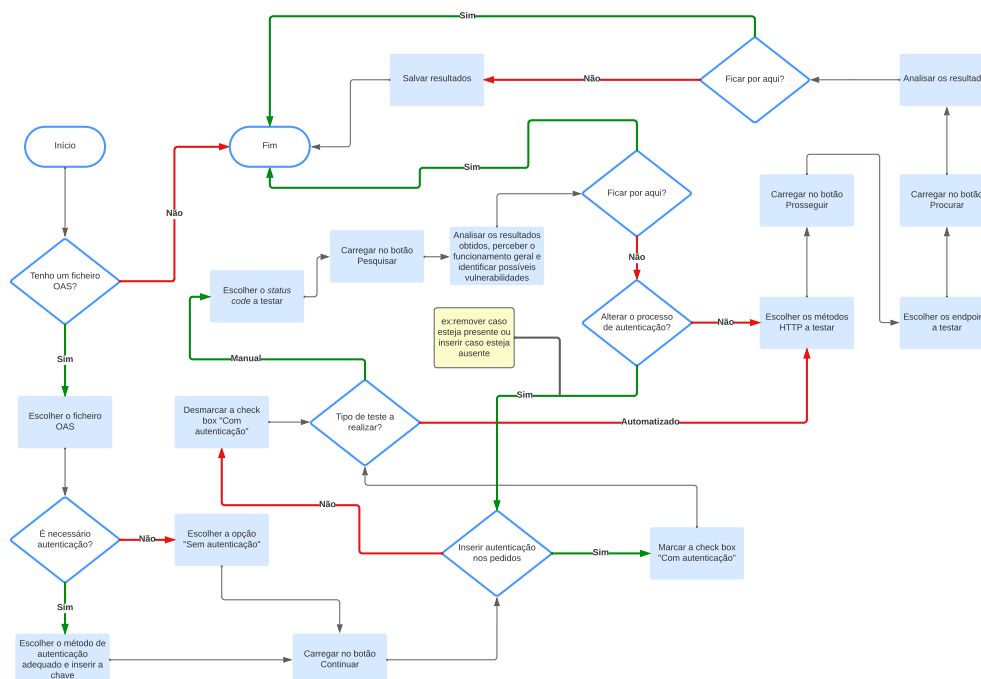 Sim
Salvar resultados
Não
Ficar por aqui?
Analisar os resultad
Início
Fim
Sim
Ficar por aqui?
Carregar no botão
Prosseguir
Carregar no botão
Procurar
Não
Carregar no botão
Pesquisar
Analisar os resultados
obtidos, perceber o
funcionamento geral e
identificar possíveis
vulnerabilidades
Não
Tenho um ficheiro
OAS?
Escolher o status
code a testar
ex:remover caso
esteja presente ou
inserir caso esteja
ausente
Alterar o processo
de autenticação?
Não
Escolher os métodos
HTTP a testar
Escolher os endpoin
a testar
Sim
Manual
Sim
Escolher o ficheiro
OAS
Desmarcar a check
box "Com
autenticação"
Tipo de teste a
realizar?
Automatizado
Não
É necessário
autenticação?
Não
Escolher a opção
"Sem autenticação"
Inserir autenticação
nos pedidos
Sim
Marcar a check box
"Com autenticação"
Sim
Escolher o método de
autenticação
adequado e inserir a
chave
Carregar no botão
Continuar